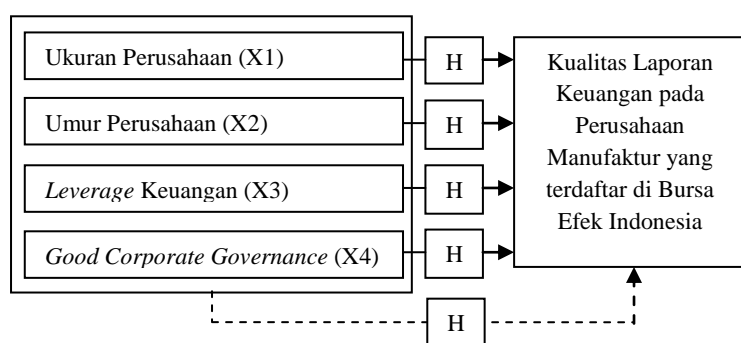 Ukuran Perusahaan (X1)
H
Umur Perusahaan (X2)
H
Leverage Keuangan (X3)
H
Good Corporate Governance (X4)
H
Kualitas Laporan
Keuangan pada
Perusahaan
Manufaktur yang
terdaftar di Bursa
Efek Indonesia
H